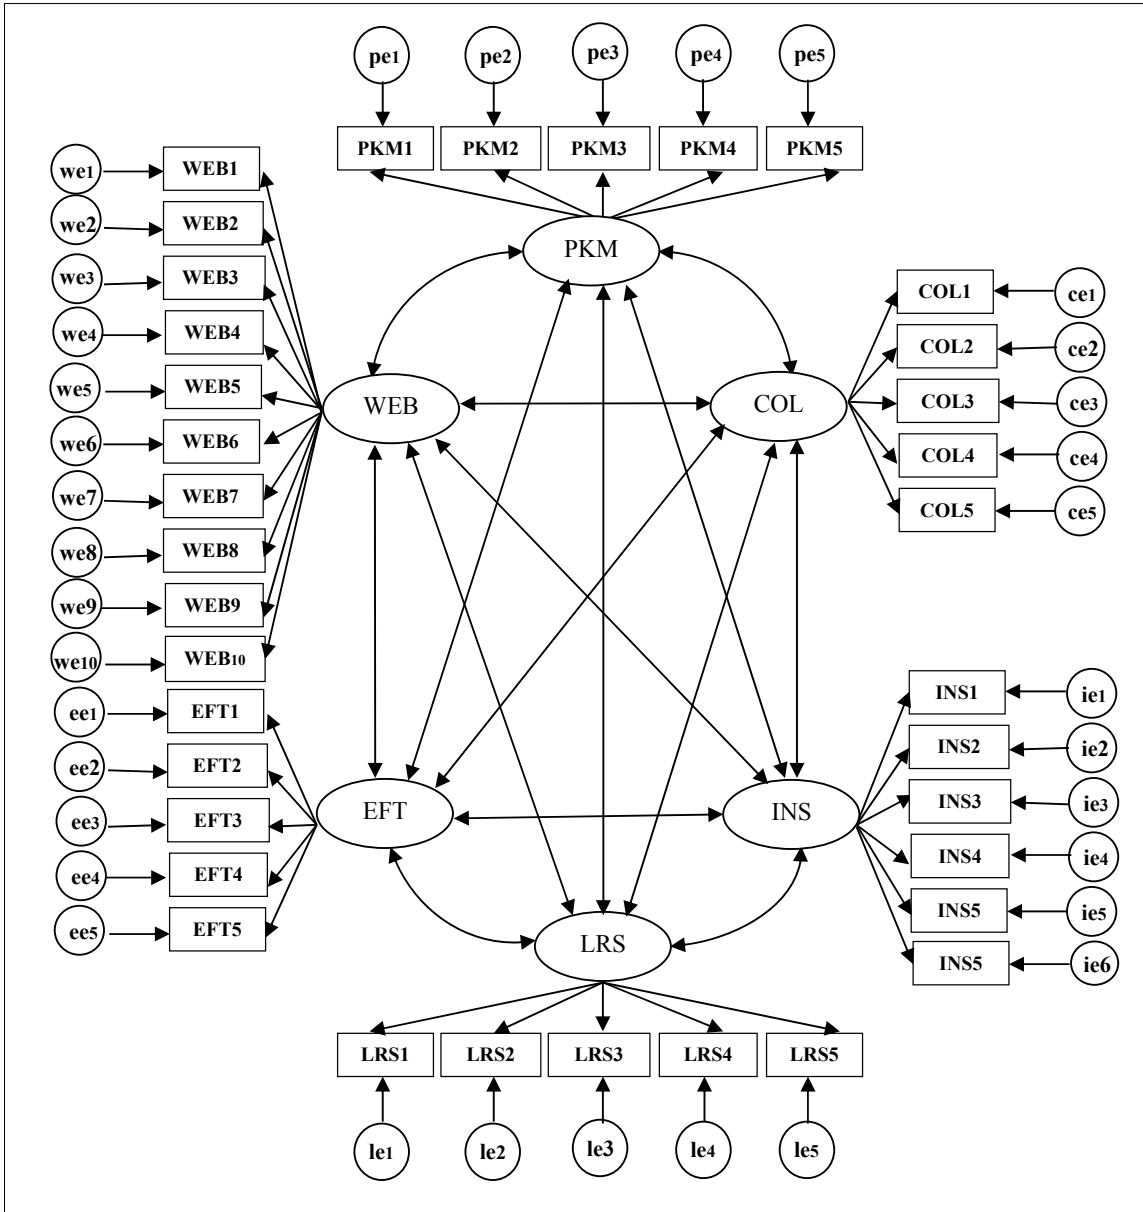 pe1 pe2 pe3 pe4 pe5
PKM1 PKM2 PKM3 PKM4 PKM5
we1 WEB1
we2 WEB2
we3 WEB3
we4 WEB4
we5 WEB5
we6 WEB6
we7 WEB7
we8 WEB8
we9 WEB9
we10 WEB10
PKM
WEB
COL
COL1 ce1
COL2 ce2
COL3 ce3
COL4 ce4
COL5 ce5
ee1 EFT1
ee2 EFT2
ee3 EFT3
ee4 EFT4
ee5 EFT5
EFT
INS
INS1 ie1
INS2 ie2
INS3 ie3
INS4 ie4
INS5 ie5
INS5 ie6
LRS
LRS1 LRS2 LRS3 LRS4 LRS5
le1 le2 le3 le4 le5